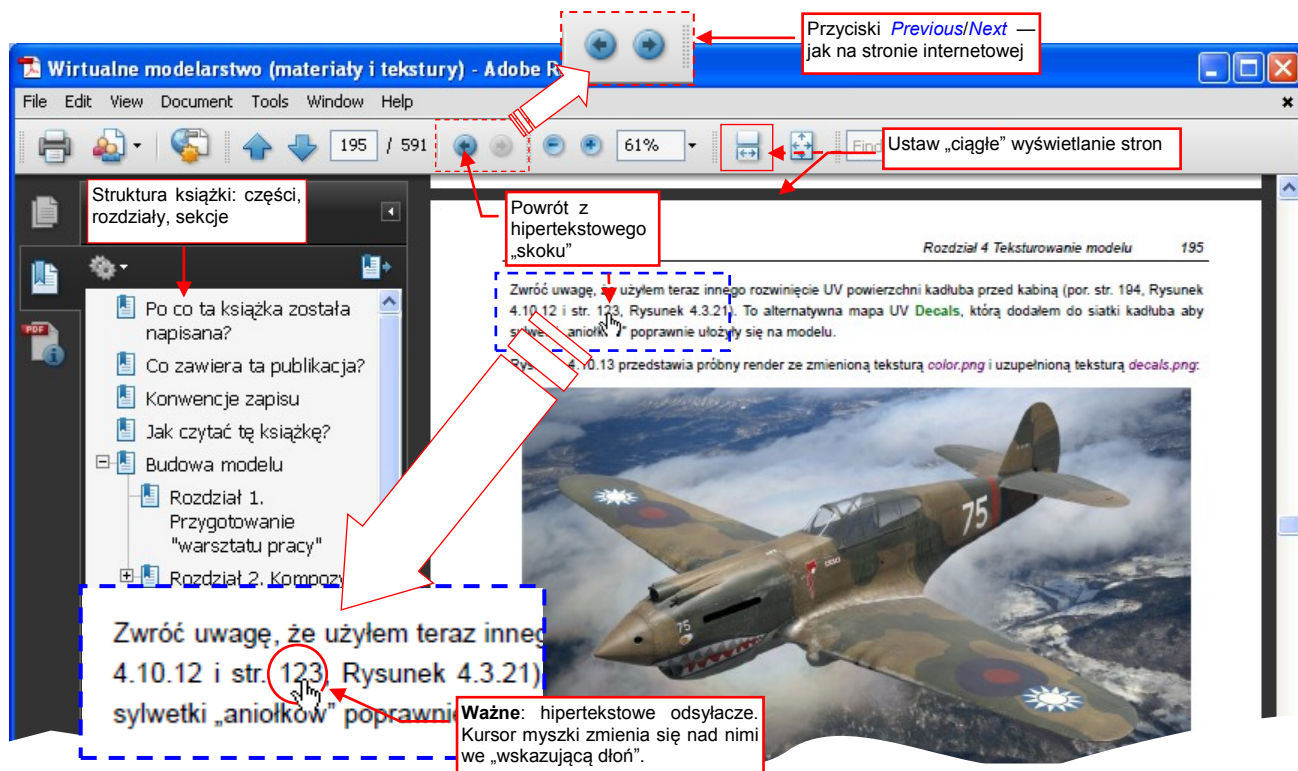 Przyciski Previous/Next —
jak na stronie internetowej
Wirtualne modelarstwo (materiały i tekstury) - Adobe R
File Edit View Document Tools Window Help
195 / 591
61%
Find
Ustaw „ciągłe” wyświetlanie stron
Struktura książki: części,
rozdziały, sekcje
Powrót z
hipertekstowego
„skoku”
Po co ta książka została
napisana?
Co zawiera ta publikacja?
Konwencje zapisu
Jak czytać tę książkę?
Budowa modelu
Rozdział 1.
Przygotowanie
"warsztatu pracy"
Rozdział 2. Kompozy
PDF
Rozdział 4 Teksturowanie modelu 195
Zwróć uwagę, że użyłem teraz innego rozwinięcie UV powierzchni kadłuba przed kabiną (por. str. 194, Rysunek
4.10.12 i str. 123, Rysunek 4.3.21). To alternatywna mapa UV Decals, którą dodałem do siatki kadłuba aby
sylwetki „aniołk ” poprawnie ułożyły się na modelu.
4.10.13 przedstawia próbny render ze zmienioną teksturą color.png i uzupełnioną teksturą decals.png:
75
75
Zwróć uwagę, że użyłem teraz inneg
4.10.12 i str. 123, Rysunek 4.3.21)
sylwetki „aniołków” poprawnie
Ważne: hipertekstowe odsyłacze.
Kursor myszki zmienia się nad nimi
we „wskazującą dłoń”.